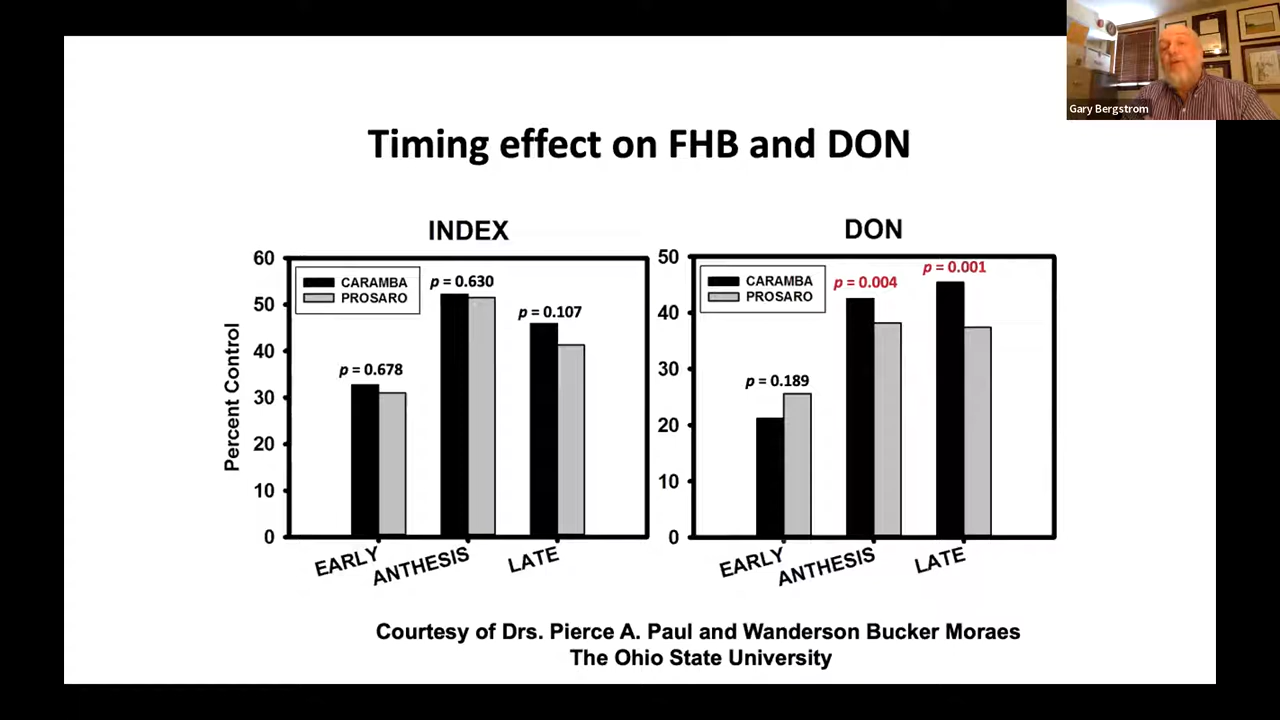 Gary Bergstrom
Timing effect on FHB and DON
INDEX
Percent Control
60
50
40
30
20
10
0
CARAMBA
PROSARO
p = 0.678
p = 0.630
p = 0.107
EARLY
ANTHESIS
LATE
DON
50
40
30
20
10
0
CARAMBA
PROSARO
p = 0.189
p = 0.004
p = 0.001
EARLY
ANTHESIS
LATE
Courtesy of Drs. Pierce A. Paul and Wanderson Bucker Moraes
The Ohio State University